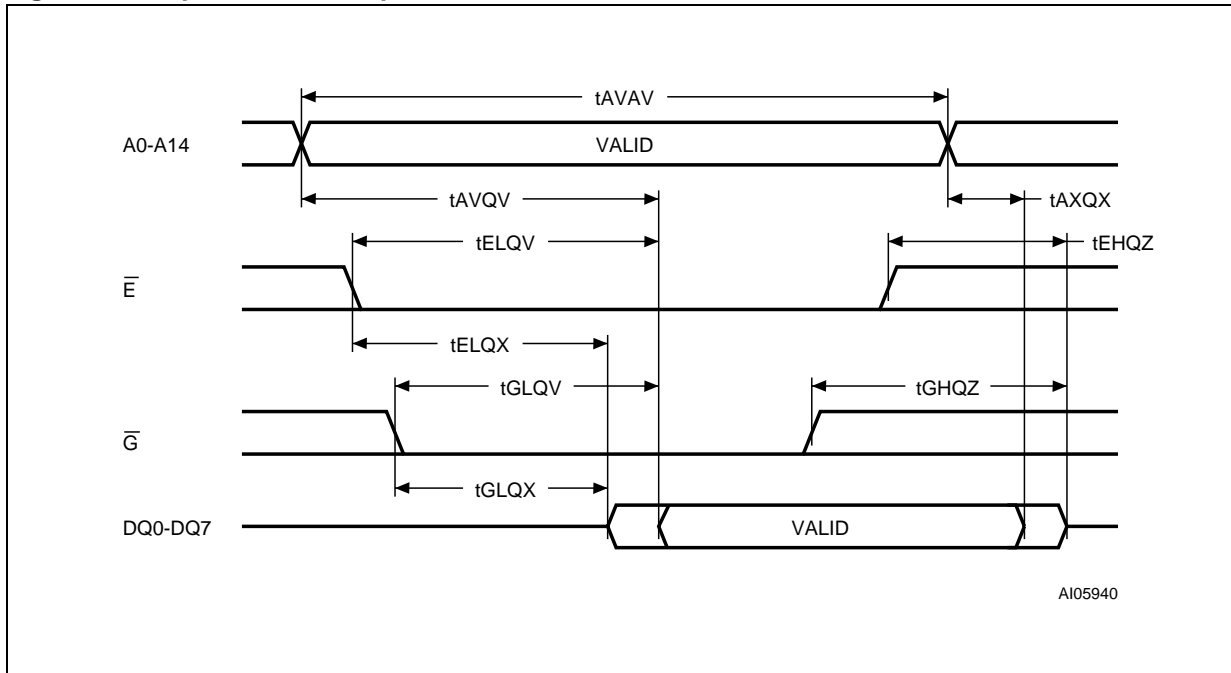 tAVAV
A0-A14
VALID
tAVQV
tAXQX
tELQV
tEHQZ
E̅
tELQX
tGLQV
tGHQZ
G̅
tGLQX
DQ0-DQ7
VALID
AI05940